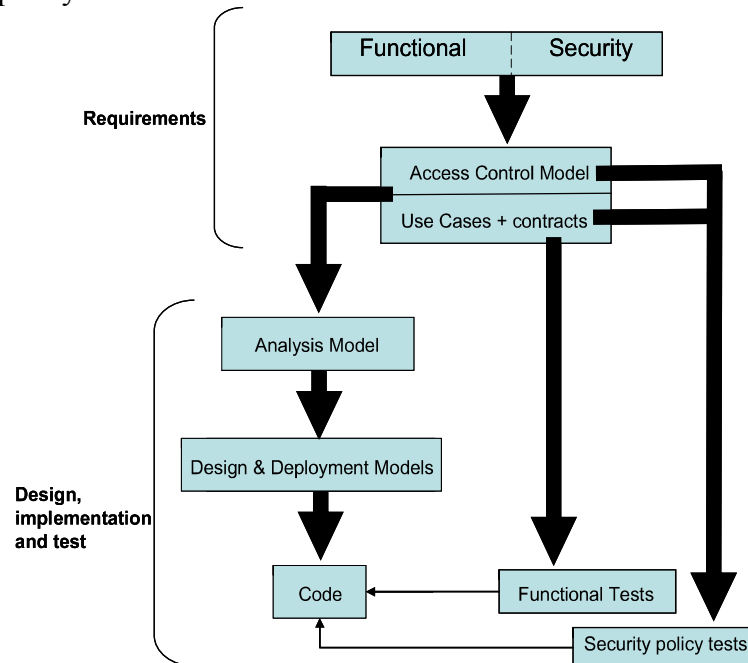 Functional Security
Requirements
Access Control Model
Use Cases + contracts
Analysis Model
Design & Deployment Models
Design,
implementation
and test
Code
Functional Tests
Security policy tests